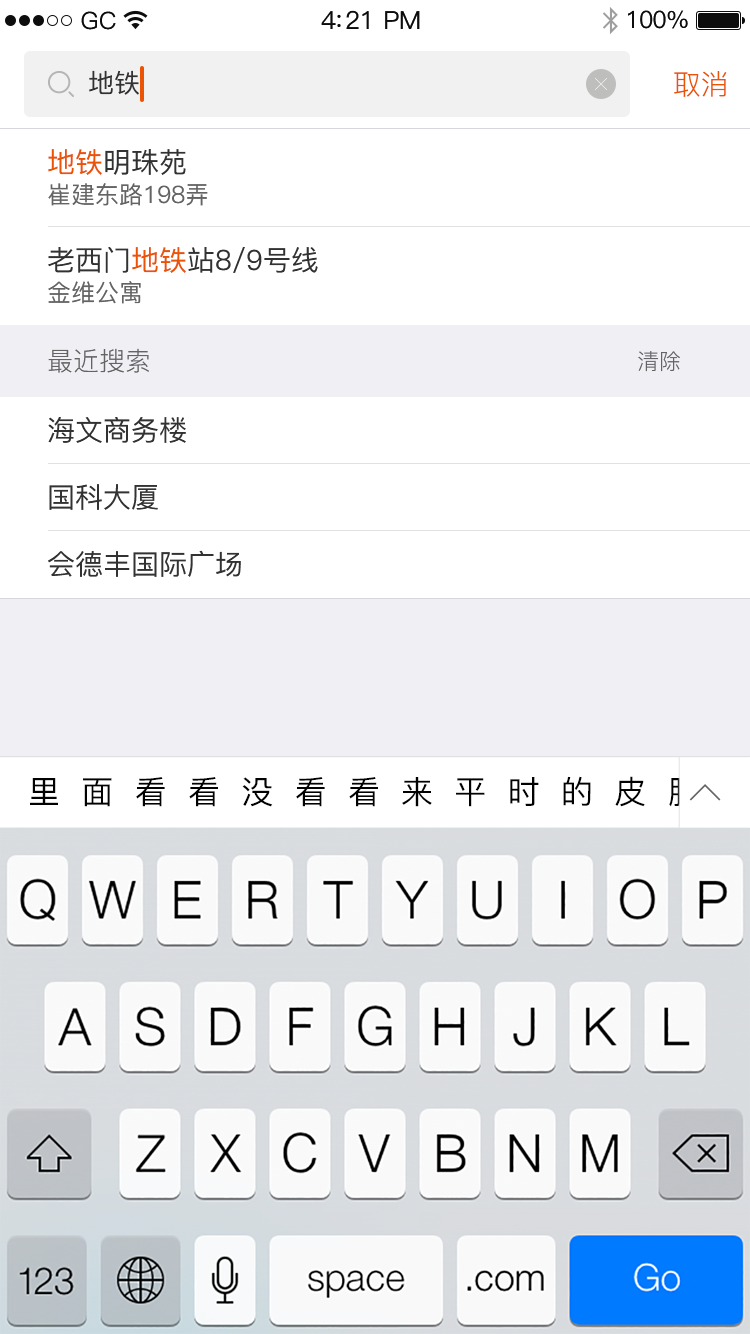 GC 4:21 PM 100%
地铁 取消
地铁明珠苑
崔建东路198弄
老西门地铁站8/9号线
金维公寓
最近搜索 清除
海文商务楼
国科大厦
会德丰国际广场
里 面 看 看 没 看 看 来 平 时 的 皮
Q W E R T Y U I O P
A S D F G H J K L
Z X C V B N M
123 space .com Go